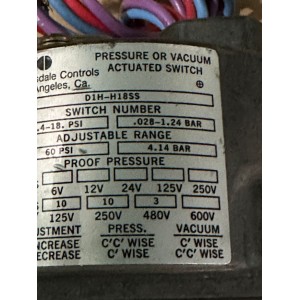 PRESSURE OR VACUUM
ACTUATED SWITCH
sdale Controls
Angeles, Ca.
D1H-H18SS
SWITCH NUMBER
.4-18. PSI .028-1.24 BAR
ADJUSTABLE RANGE
60 PSI 4.14 BAR
PROOF PRESSURE
6V 12V 24V 125V 250V
10 10 3
125V 250V 480V 600V
USTMENT PRESS. VACUUM
NCREASE C'C' WISE C' WISE
DECREASE C' WISE C'C' WISE